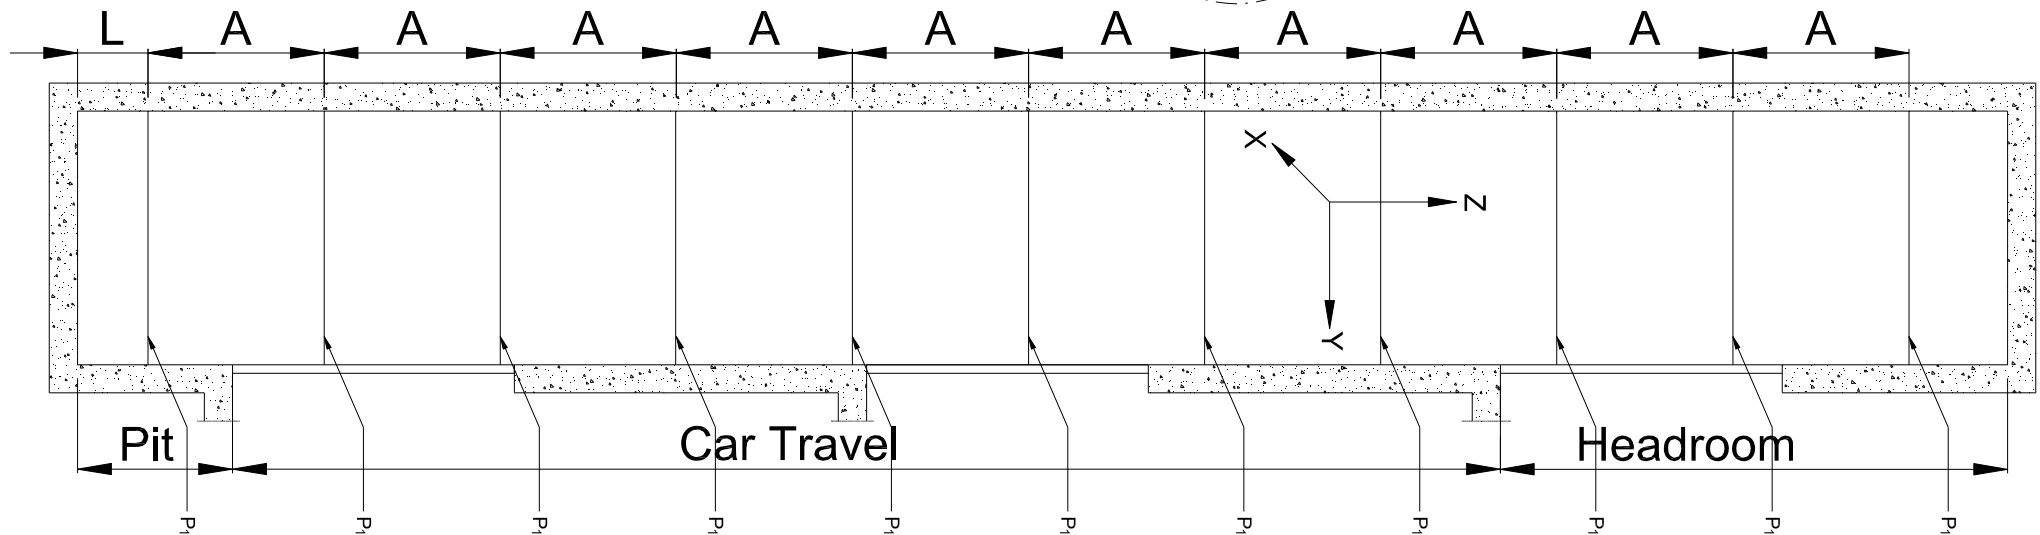 L A A A A A A A A A A
X
Z
Y
Pit Car Travel Headroom
P₁ P₁ P₁ P₁ P₁ P₁ P₁ P₁ P₁ P₁ P₁